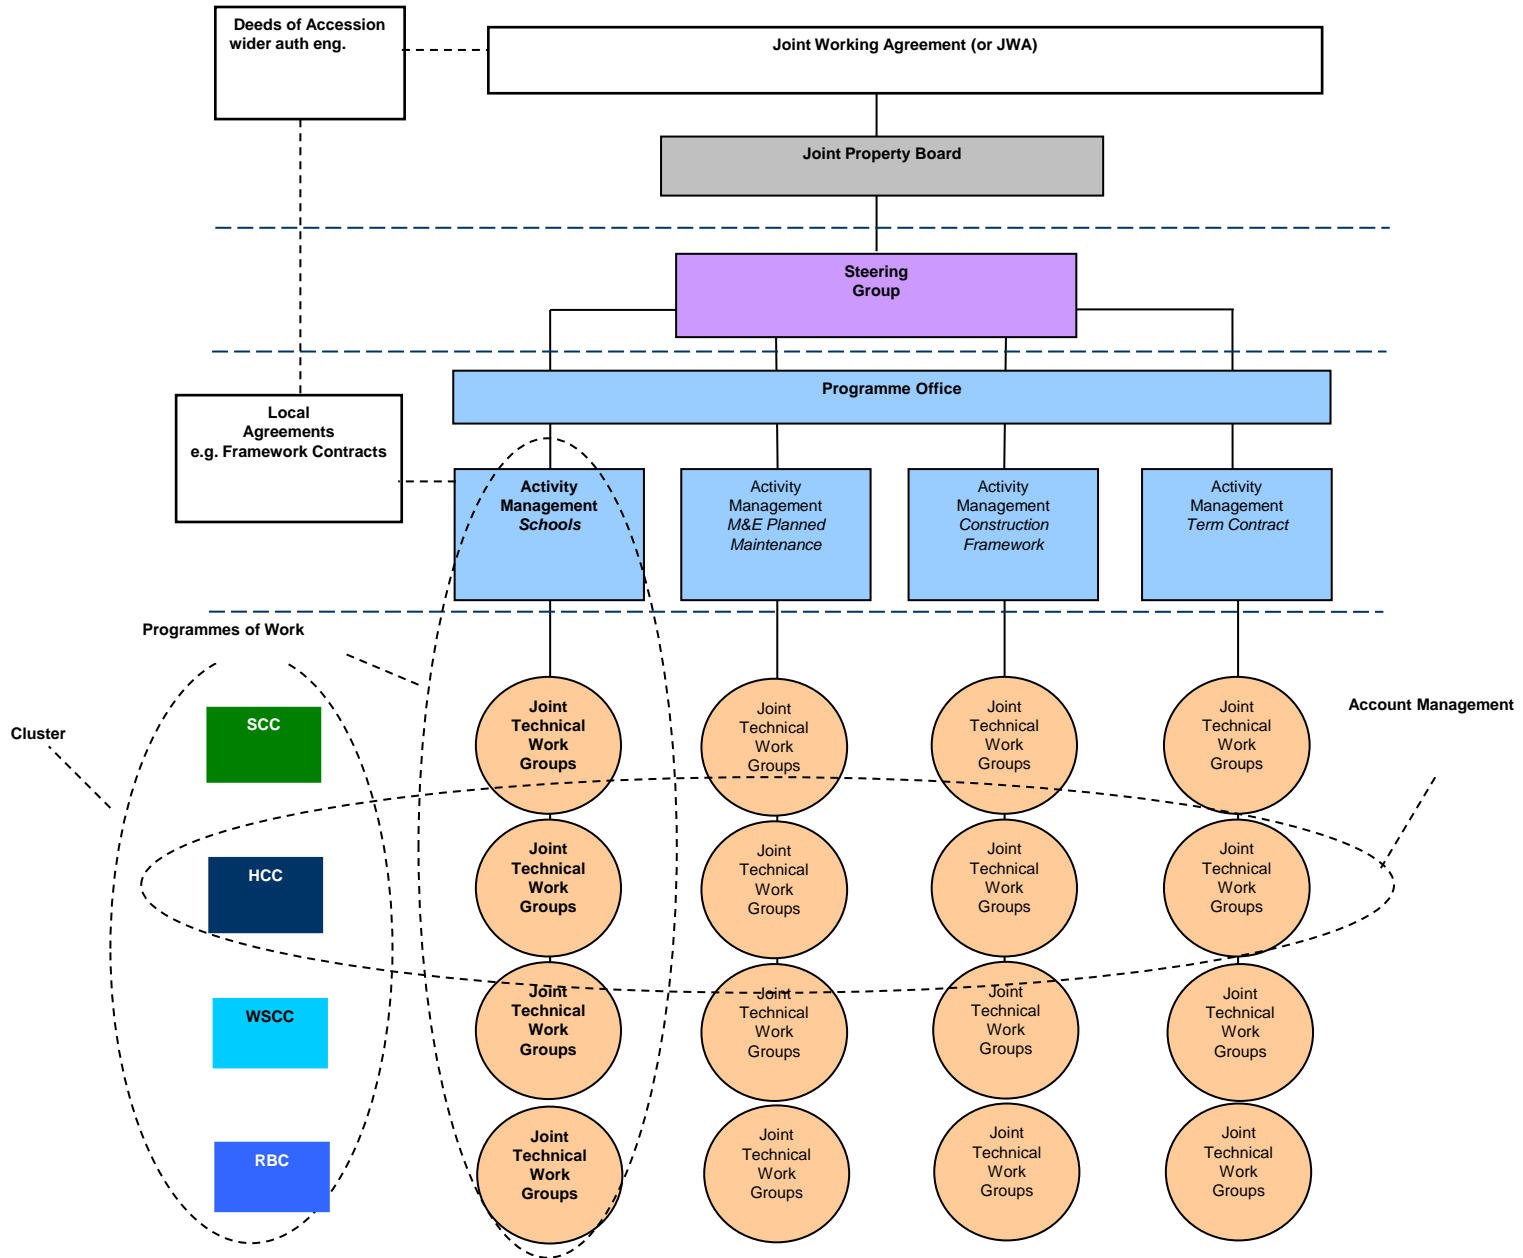 Deeds of Accession
wider auth eng.
Joint Working Agreement (or JWA)
Joint Property Board
Steering
Group
Programme Office
Local
Agreements
e.g. Framework Contracts
Activity
Management
Schools
Activity
Management
M&E Planned
Maintenance
Activity
Management
Construction
Framework
Activity
Management
Term Contract
Programmes of Work
Cluster
Account Management
SCC
Joint
Technical
Work
Groups
Joint
Technical
Work
Groups
Joint
Technical
Work
Groups
Joint
Technical
Work
Groups
HCC
Joint
Technical
Work
Groups
Joint
Technical
Work
Groups
Joint
Technical
Work
Groups
Joint
Technical
Work
Groups
WSCC
Joint
Technical
Work
Groups
Joint
Technical
Work
Groups
Joint
Technical
Work
Groups
Joint
Technical
Work
Groups
RBC
Joint
Technical
Work
Groups
Joint
Technical
Work
Groups
Joint
Technical
Work
Groups
Joint
Technical
Work
Groups